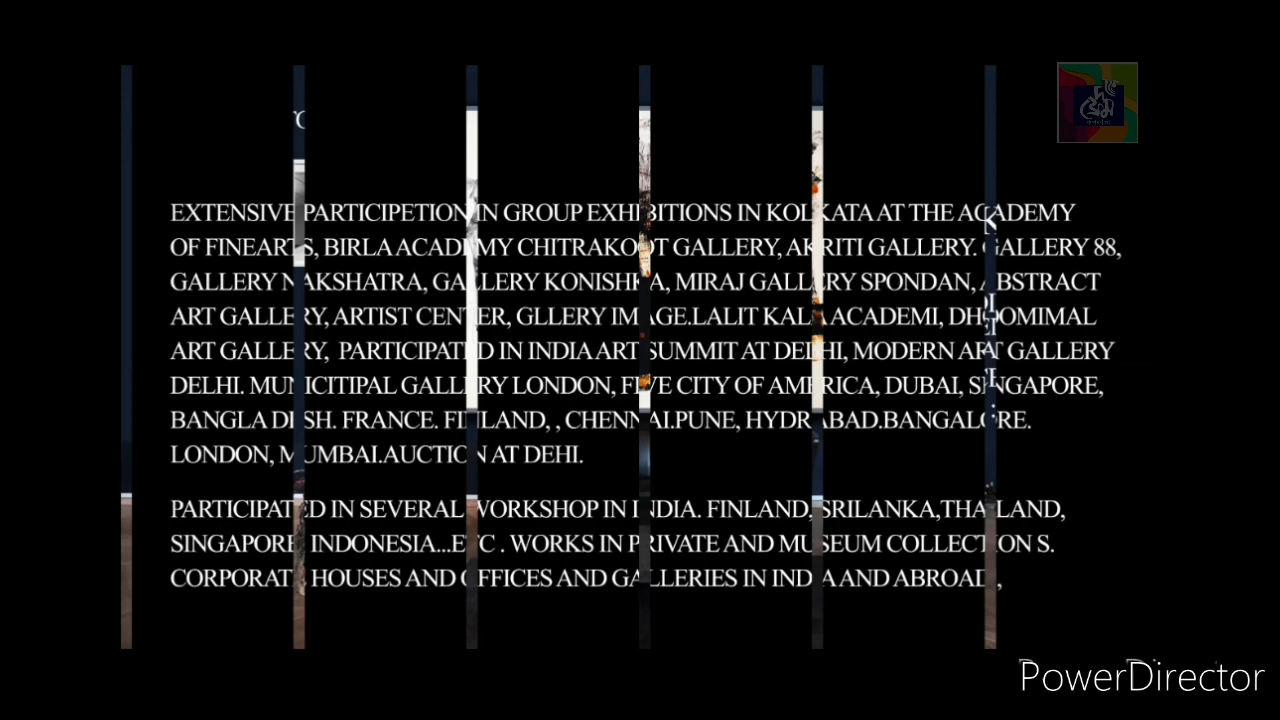 EXTENSIVE PARTICIPETION IN GROUP EXHIBITIONS IN KOLKATA AT THE ACADEMY
OF FINEARTS, BIRLA ACADEMY CHITRAKOOT GALLERY, AKRITI GALLERY. GALLERY 88,
GALLERY NAKSHATRA, GALLERY KONISHKA, MIRAJ GALLERY SPONDAN, ABSTRACT
ART GALLERY, ARTIST CENTER, GLLERY IMAGE.LALIT KALA ACADEMI, DHOOMIMAL
ART GALLERY, PARTICIPATED IN INDIA ART SUMMIT AT DELHI, MODERN ART GALLERY
DELHI. MUNICITIPAL GALLERY LONDON, FIVE CITY OF AMERICA, DUBAI, SINGAPORE,
BANGLA DESH. FRANCE. FINLAND, , CHENNAI.PUNE, HYDRABAD.BANGALORE.
LONDON, MUMBAI.AUCTION AT DEHI.
PARTICIPATED IN SEVERAL WORKSHOP IN INDIA. FINLAND, SRILANKA,THAILAND,
SINGAPORE INDONESIA...ETC . WORKS IN PRIVATE AND MUSEUM COLLECTION S.
CORPORATE HOUSES AND OFFICES AND GALLERIES IN INDIA AND ABROAD ,
PowerDirector